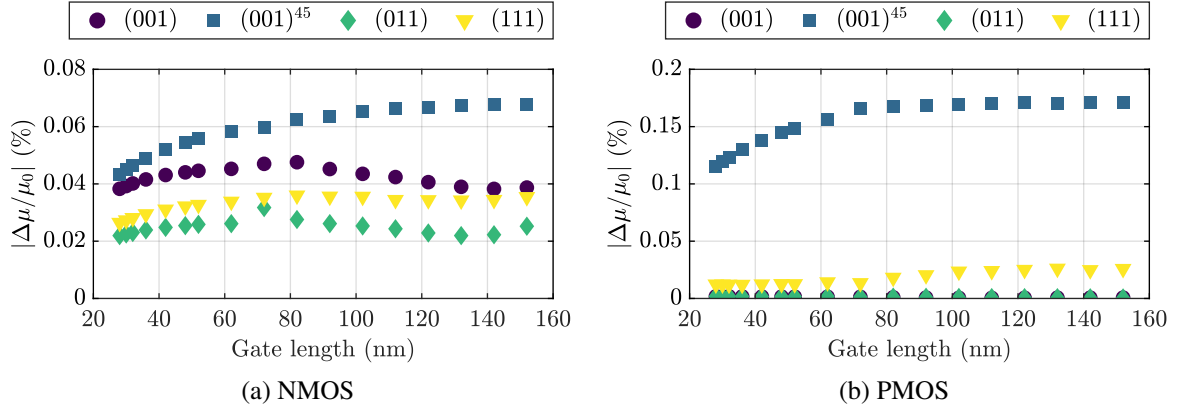 (001) (001)⁴⁵ (011) (111)
|Δμ/μ₀| (%)
0.08
0.06
0.04
0.02
0
20 40 60 80 100 120 140 160
Gate length (nm)
(a) NMOS
(001) (001)⁴⁵ (011) (111)
|Δμ/μ₀| (%)
0.2
0.15
0.1
0.05
0
20 40 60 80 100 120 140 160
Gate length (nm)
(b) PMOS